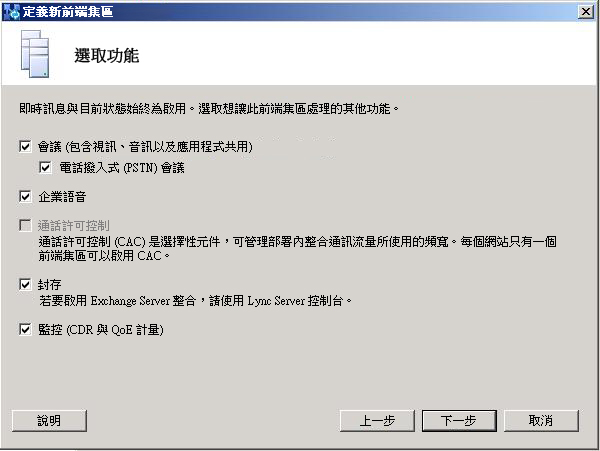 定義新前端集區
選取功能
即時訊息與目前狀態始終為啟用。選取想讓此前端集區處理的其他功能。
會議 (包含視訊、音訊以及應用程式共用)
電話撥入式 (PSTN) 會議
企業語音
通話許可控制
通話許可控制 (CAC) 是選擇性元件，可管理部署內整合通訊流量所使用的頻寬。每個網站只有一個
前端集區可以啟用 CAC。
封存
若要啟用 Exchange Server 整合，請使用 Lync Server 控制台。
監控 (CDR 與 QoE 計量)
說明
上一步
下一步
取消